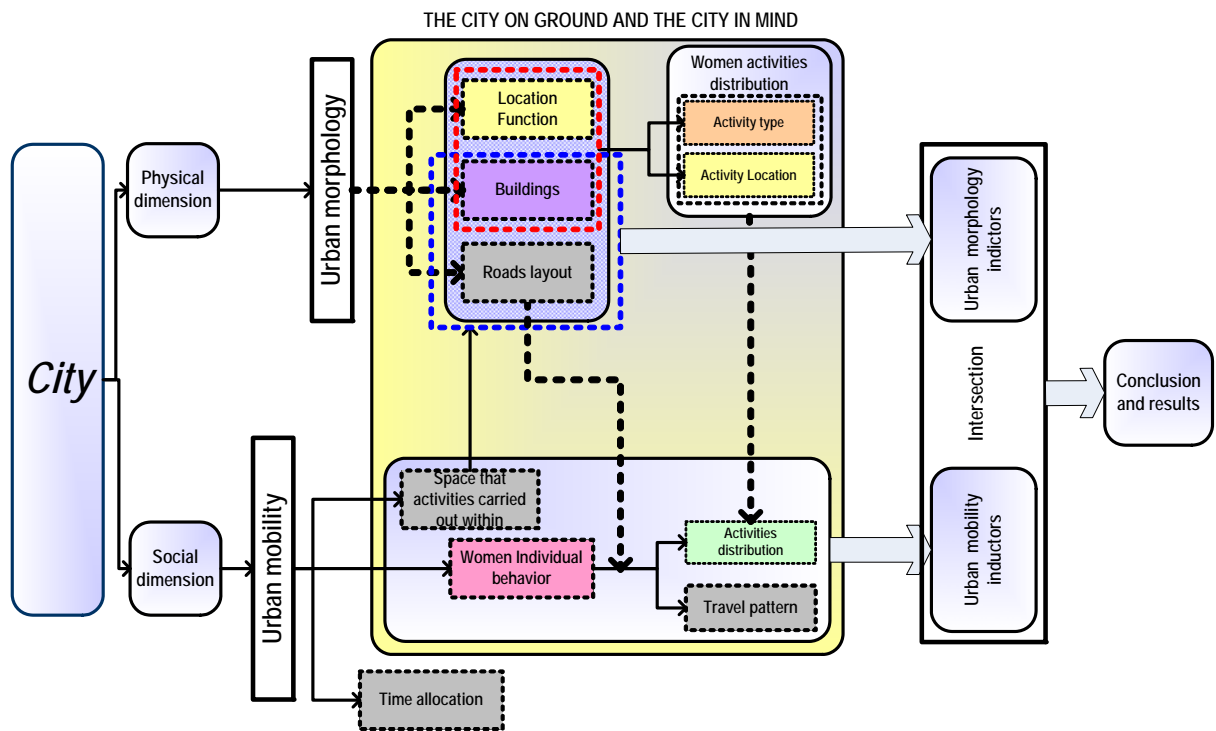 THE CITY ON GROUND AND THE CITY IN MIND
City
Physical
dimension
Social
dimension
Urban morphology
Urban mobility
Location
Function
Buildings
Roads layout
Women activities
distribution
Activity type
Activity Location
Space that
activities carried
out within
Women Individual
behavior
Time allocation
Activities
distribution
Travel pattern
Urban morphology
indictors
Intersection
Urban mobility
inductors
Conclusion
and results